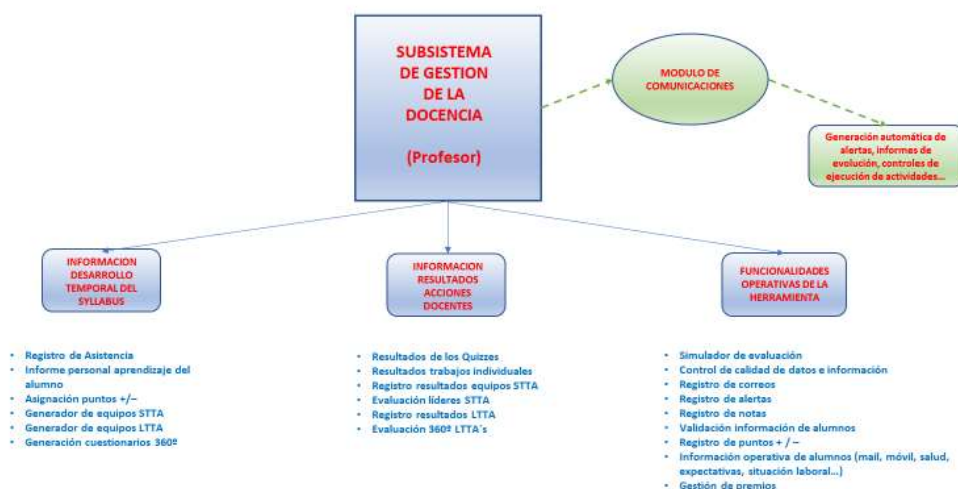 SUBSISTEMA
DE GESTION
DE LA
DOCENCIA
(Profesor)
MODULO DE
COMUNICACIONES
Generación automática de
alertas, informes de
evolución, controles de
ejecución de actividades...
INFORMACION
DESARROLLO
TEMPORAL DEL
SYLLABUS
INFORMACION
RESULTADOS
ACCIONES
DOCENTES
FUNCIONALIDADES
OPERATIVAS DE LA
HERRAMIENTA
• Registro de Asistencia
• Informe personal aprendizaje del
alumno
• Asignación puntos +/–
• Generador de equipos STTA
• Generador de equipos LTTA
• Generación cuestionarios 360º
• Resultados de los Quizzes
• Resultados trabajos individuales
• Registro resultados equipos STTA
• Evaluación líderes STTA
• Registro resultados LTTA
• Evaluación 360º LTTA´s
• Simulador de evaluación
• Control de calidad de datos e información
• Registro de correos
• Registro de alertas
• Registro de notas
• Validación información de alumnos
• Registro de puntos + / –
• Información operativa de alumnos (mail, móvil, salud,
expectativas, situación laboral...)
• Gestión de premios